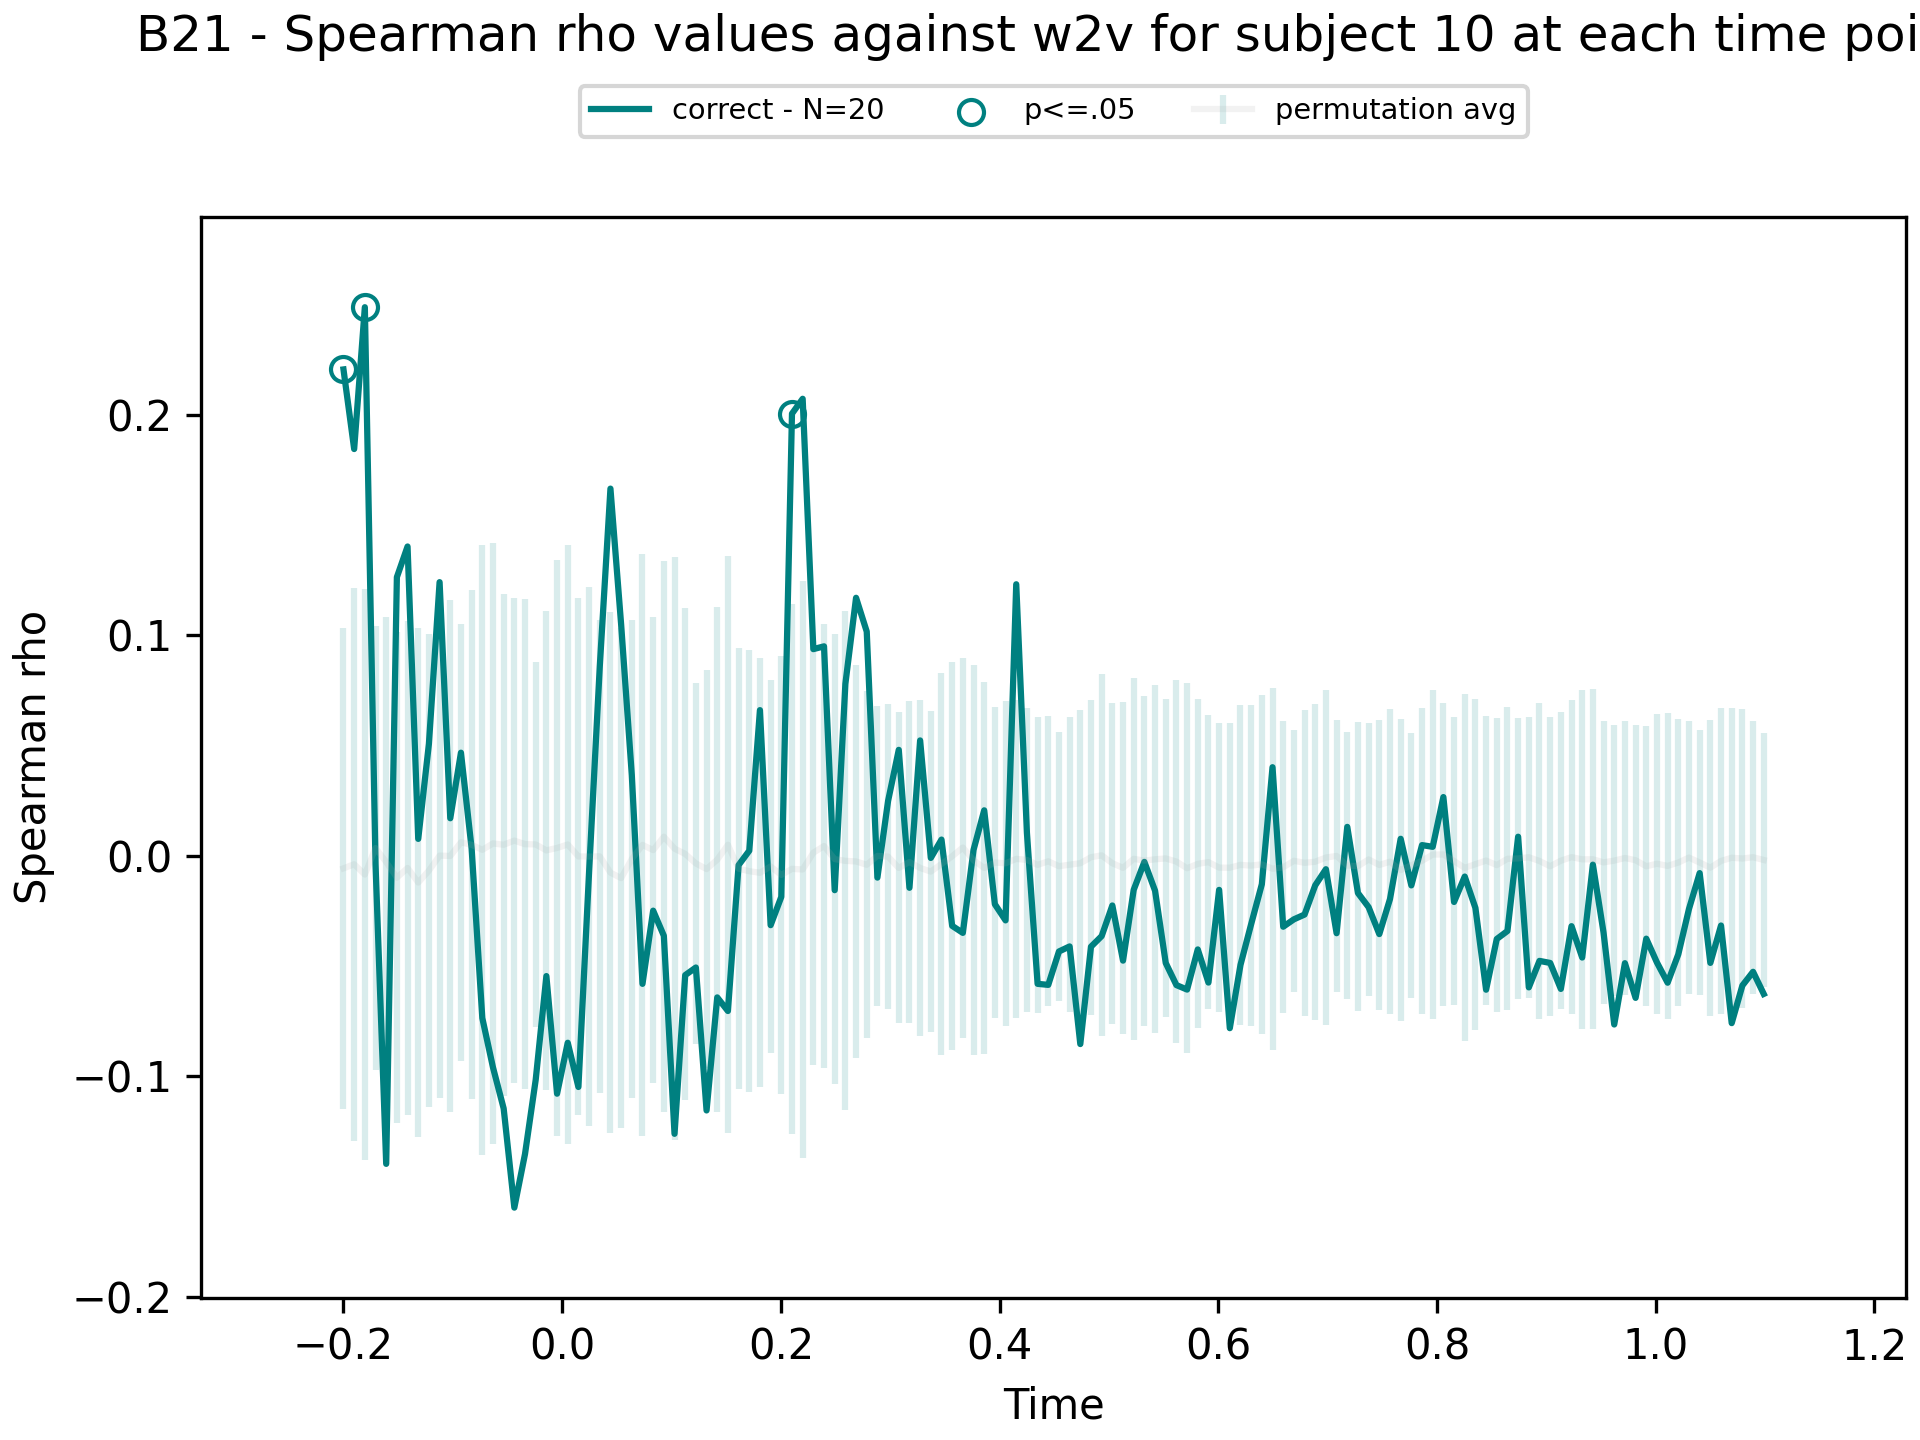 B21 - Spearman rho values against w2v for subject 10 at each time poi
correct - N=20 p<=.05 permutation avg
Spearman rho
0.2
0.1
0.0
−0.1
−0.2
−0.2 0.0 0.2 0.4 0.6 0.8 1.0 1.2
Time